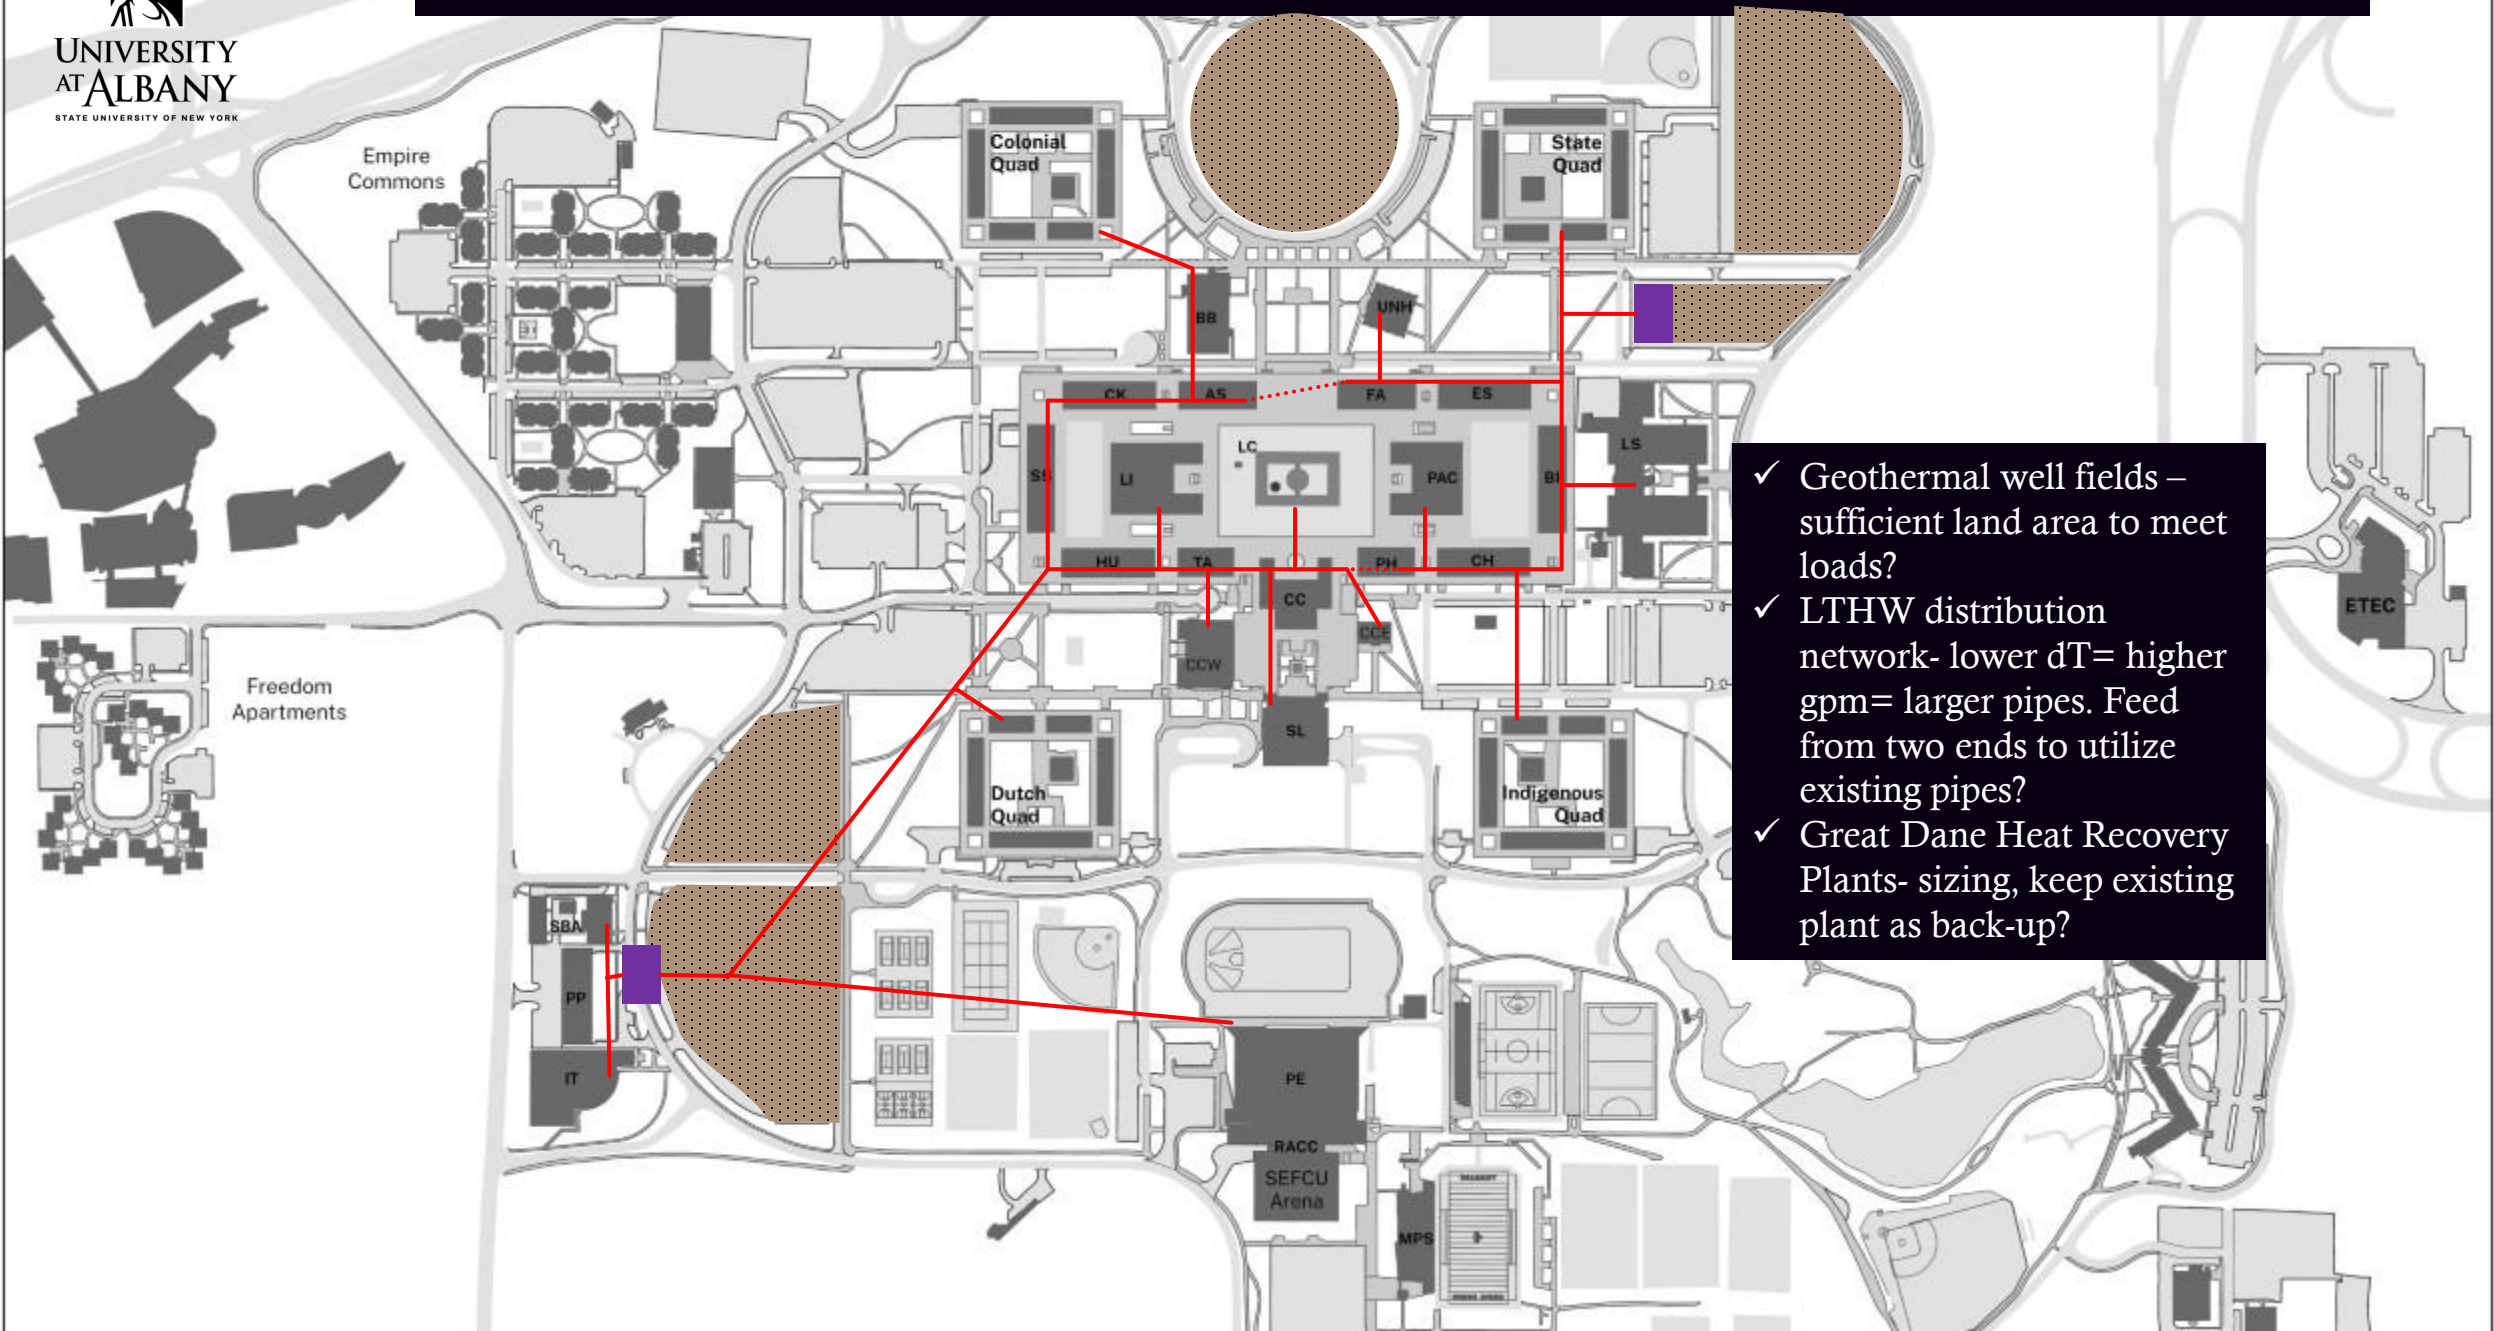 UNIVERSITY
AT ALBANY
STATE UNIVERSITY OF NEW YORK
Empire
Commons
Colonial
Quad
State
Quad
BB
UNH
CK
AS
FA
ES
LC
SS
LI
PAC
BI
LS
HU
TA
PH
CH
CC
CCE
CCW
SL
ETEC
Freedom
Apartments
Dutch
Quad
Indigenous
Quad
✓ Geothermal well fields –
sufficient land area to meet
loads?
✓ LTHW distribution
network- lower dT= higher
gpm= larger pipes. Feed
from two ends to utilize
existing pipes?
✓ Great Dane Heat Recovery
Plants- sizing, keep existing
plant as back-up?
SBA
PP
IT
PE
RACC
SEFCU
Arena
MPS